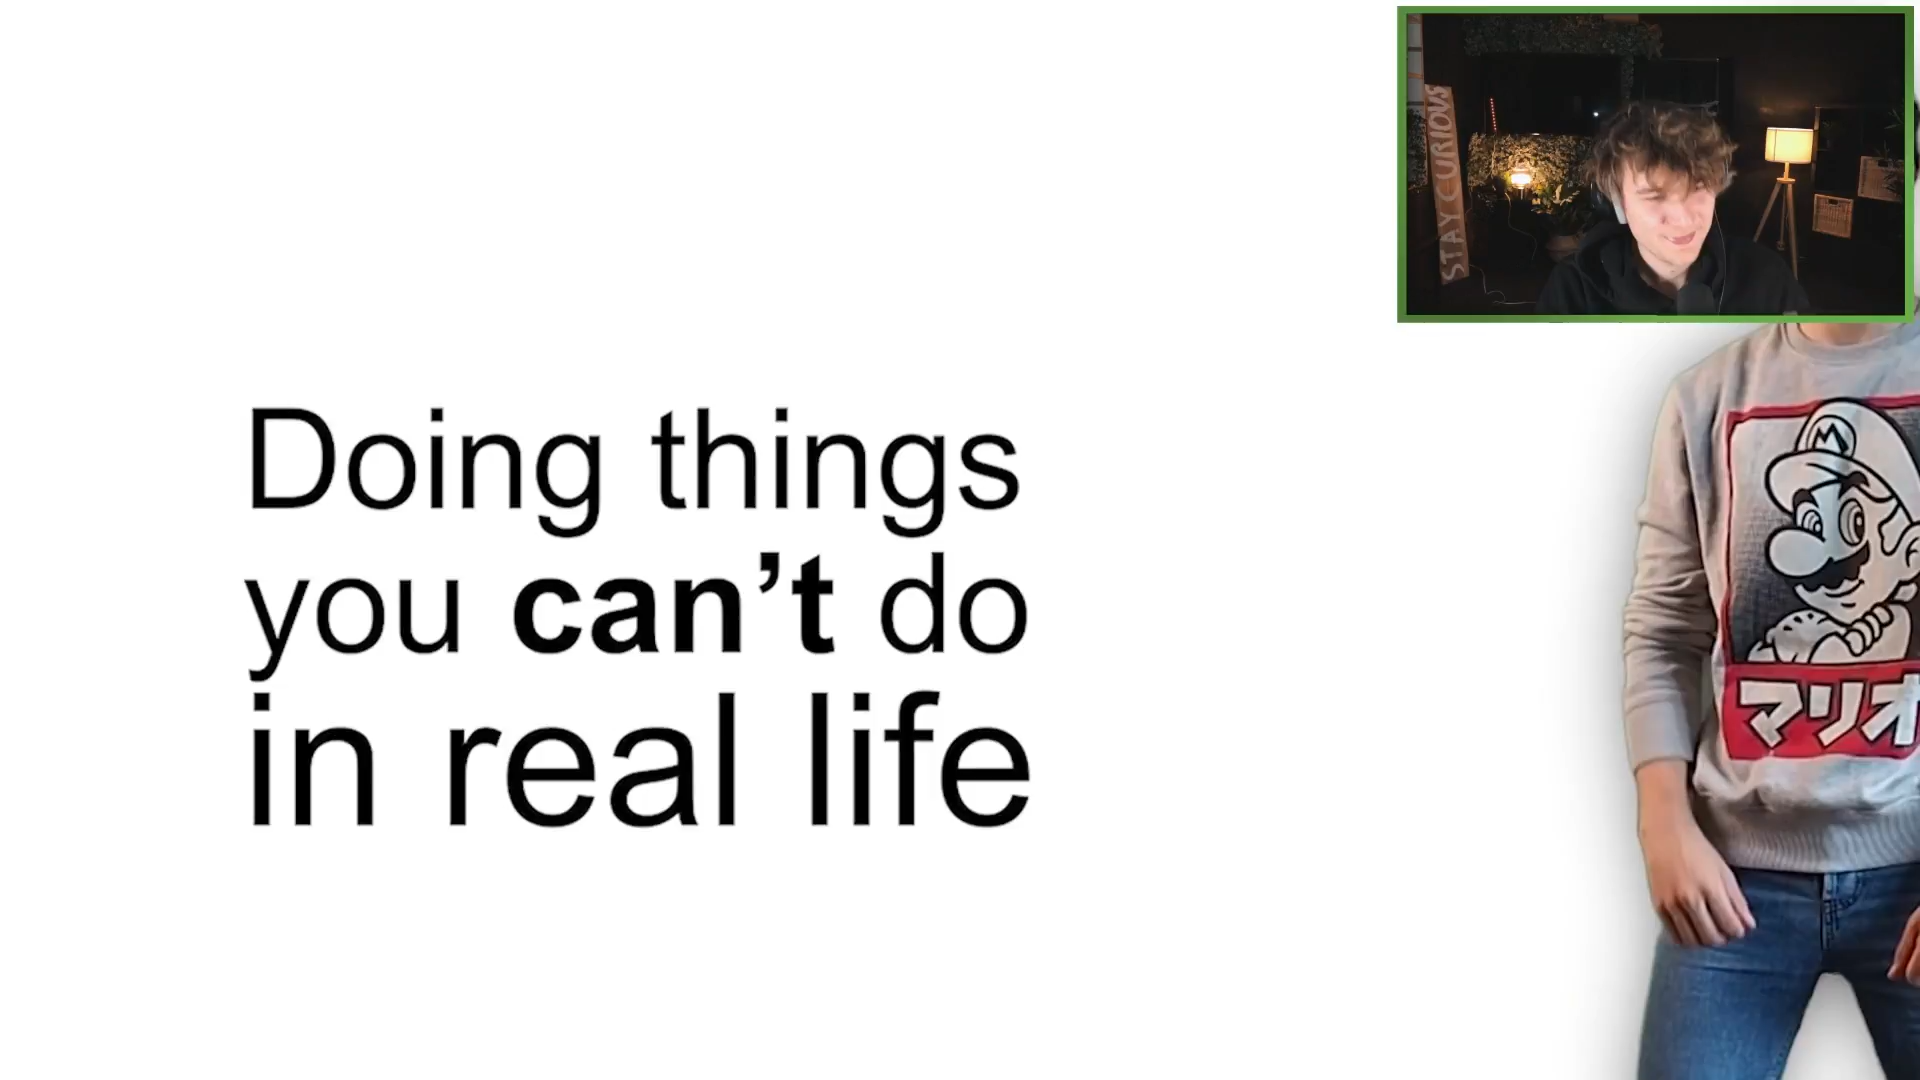 STAY CURIOUS
Doing things
you can’t do
in real life
M
マリオ